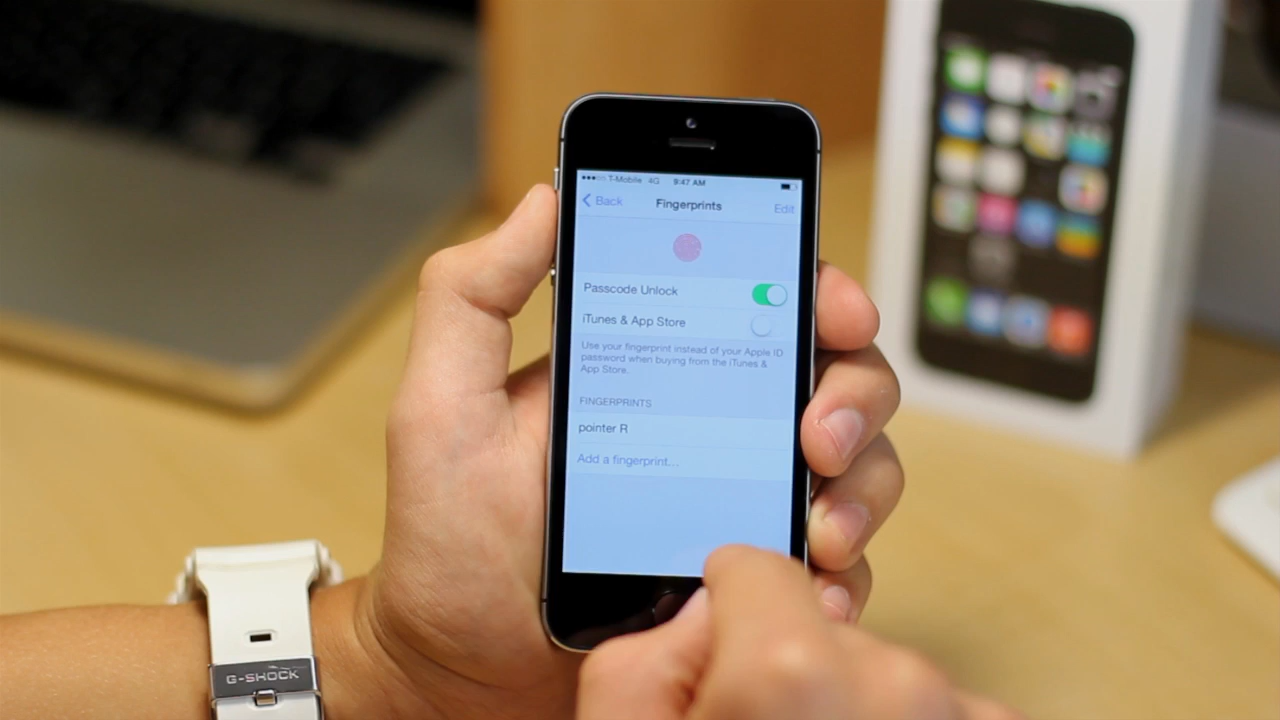 T-Mobile 4G 9:47 AM
Back Fingerprints Edit
Passcode Unlock
iTunes & App Store
Use your fingerprint instead of your Apple ID
password when buying from the iTunes &
App Store.
FINGERPRINTS
pointer R
Add a fingerprint...
G-SHOCK